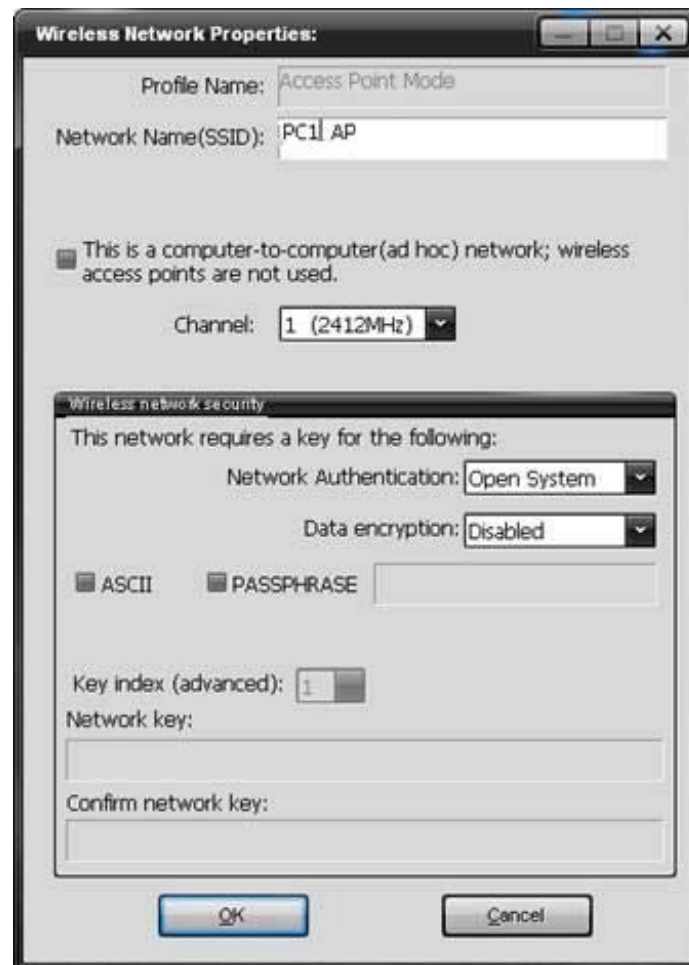 Wireless Network Properties:
Profile Name: Access Point Mode
Network Name(SSID): PC1 AP
This is a computer-to-computer(ad hoc) network; wireless
access points are not used.
Channel: 1 (2412MHz)
Wireless network security
This network requires a key for the following:
Network Authentication: Open System
Data encryption: Disabled
ASCII PASSPHRASE
Key index (advanced): 1
Network key:
Confirm network key:
OK Cancel